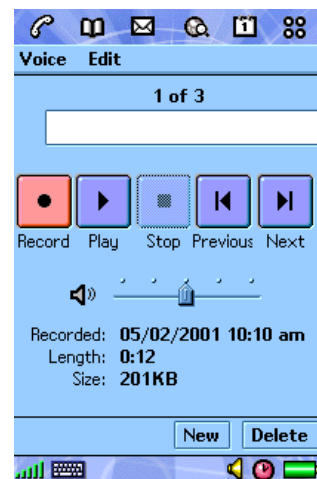 1
Voice Edit
1 of 3
Record Play Stop Previous Next
Recorded: 05/02/2001 10:10 am
Length: 0:12
Size: 201KB
New Delete